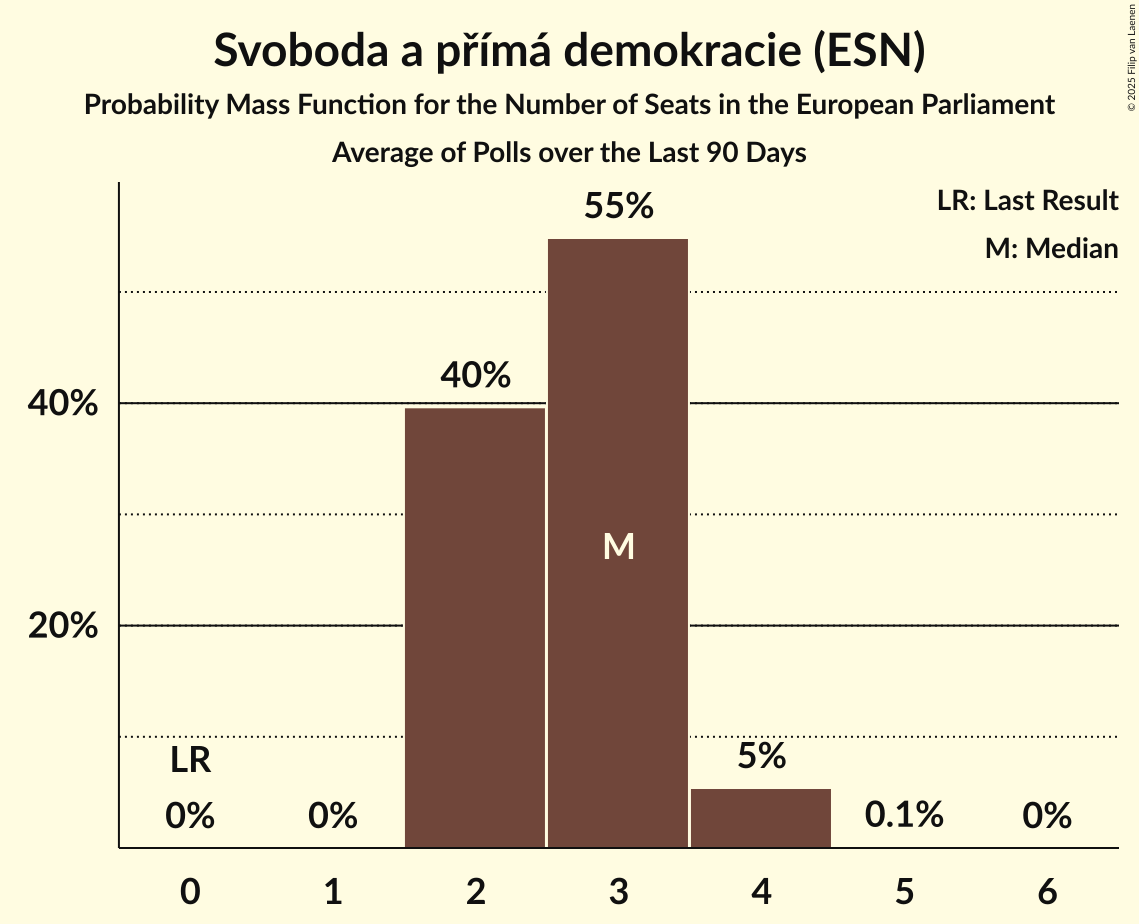 Svoboda a přímá demokracie (ESN)
Probability Mass Function for the Number of Seats in the European Parliament
Average of Polls over the Last 90 Days
© 2025 Filip van Laenen
LR: Last Result
M: Median
55%
40%
40%
M
20%
LR
5%
0%
0%
0.1%
0%
0 1 2 3 4 5 6